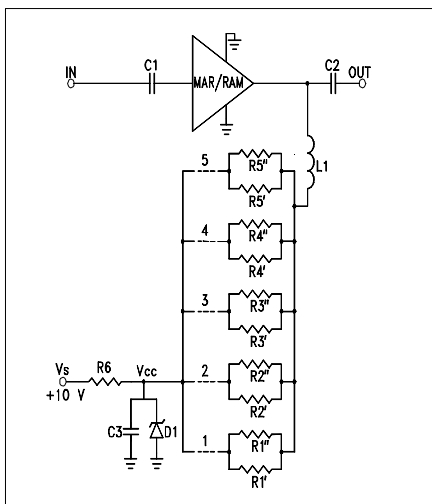 C1
C2
IN
MAR/RAM
OUT
L1
5
R5"
R5'
4
R4"
R4'
3
R3"
R3'
Vs
R6
Vcc
2
R2"
+10 V
R2'
C3
D1
1
R1"
R1'